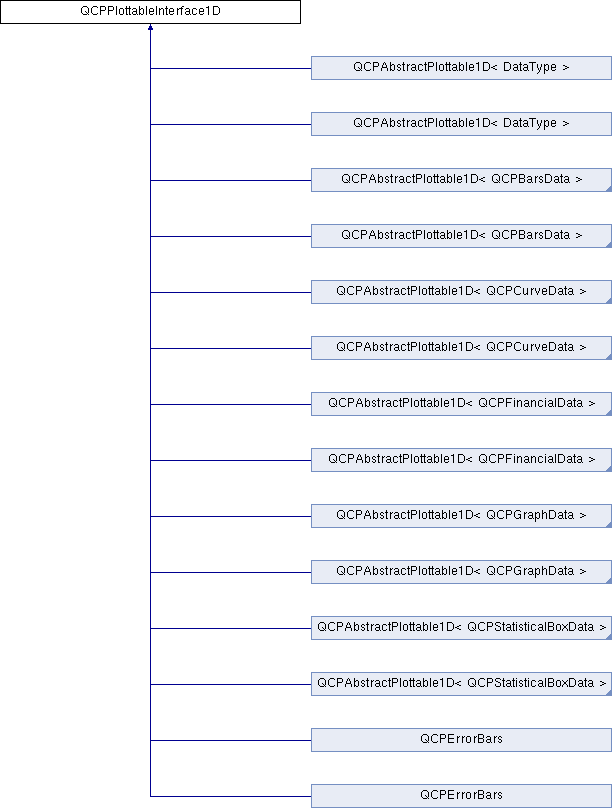 QCPPlottableInterface1D
QCPAbstractPlottable1D< DataType >
QCPAbstractPlottable1D< DataType >
QCPAbstractPlottable1D< QCPBarsData >
QCPAbstractPlottable1D< QCPBarsData >
QCPAbstractPlottable1D< QCPCurveData >
QCPAbstractPlottable1D< QCPCurveData >
QCPAbstractPlottable1D< QCPFinancialData >
QCPAbstractPlottable1D< QCPFinancialData >
QCPAbstractPlottable1D< QCPGraphData >
QCPAbstractPlottable1D< QCPGraphData >
QCPAbstractPlottable1D< QCPStatisticalBoxData >
QCPAbstractPlottable1D< QCPStatisticalBoxData >
QCPErrorBars
QCPErrorBars